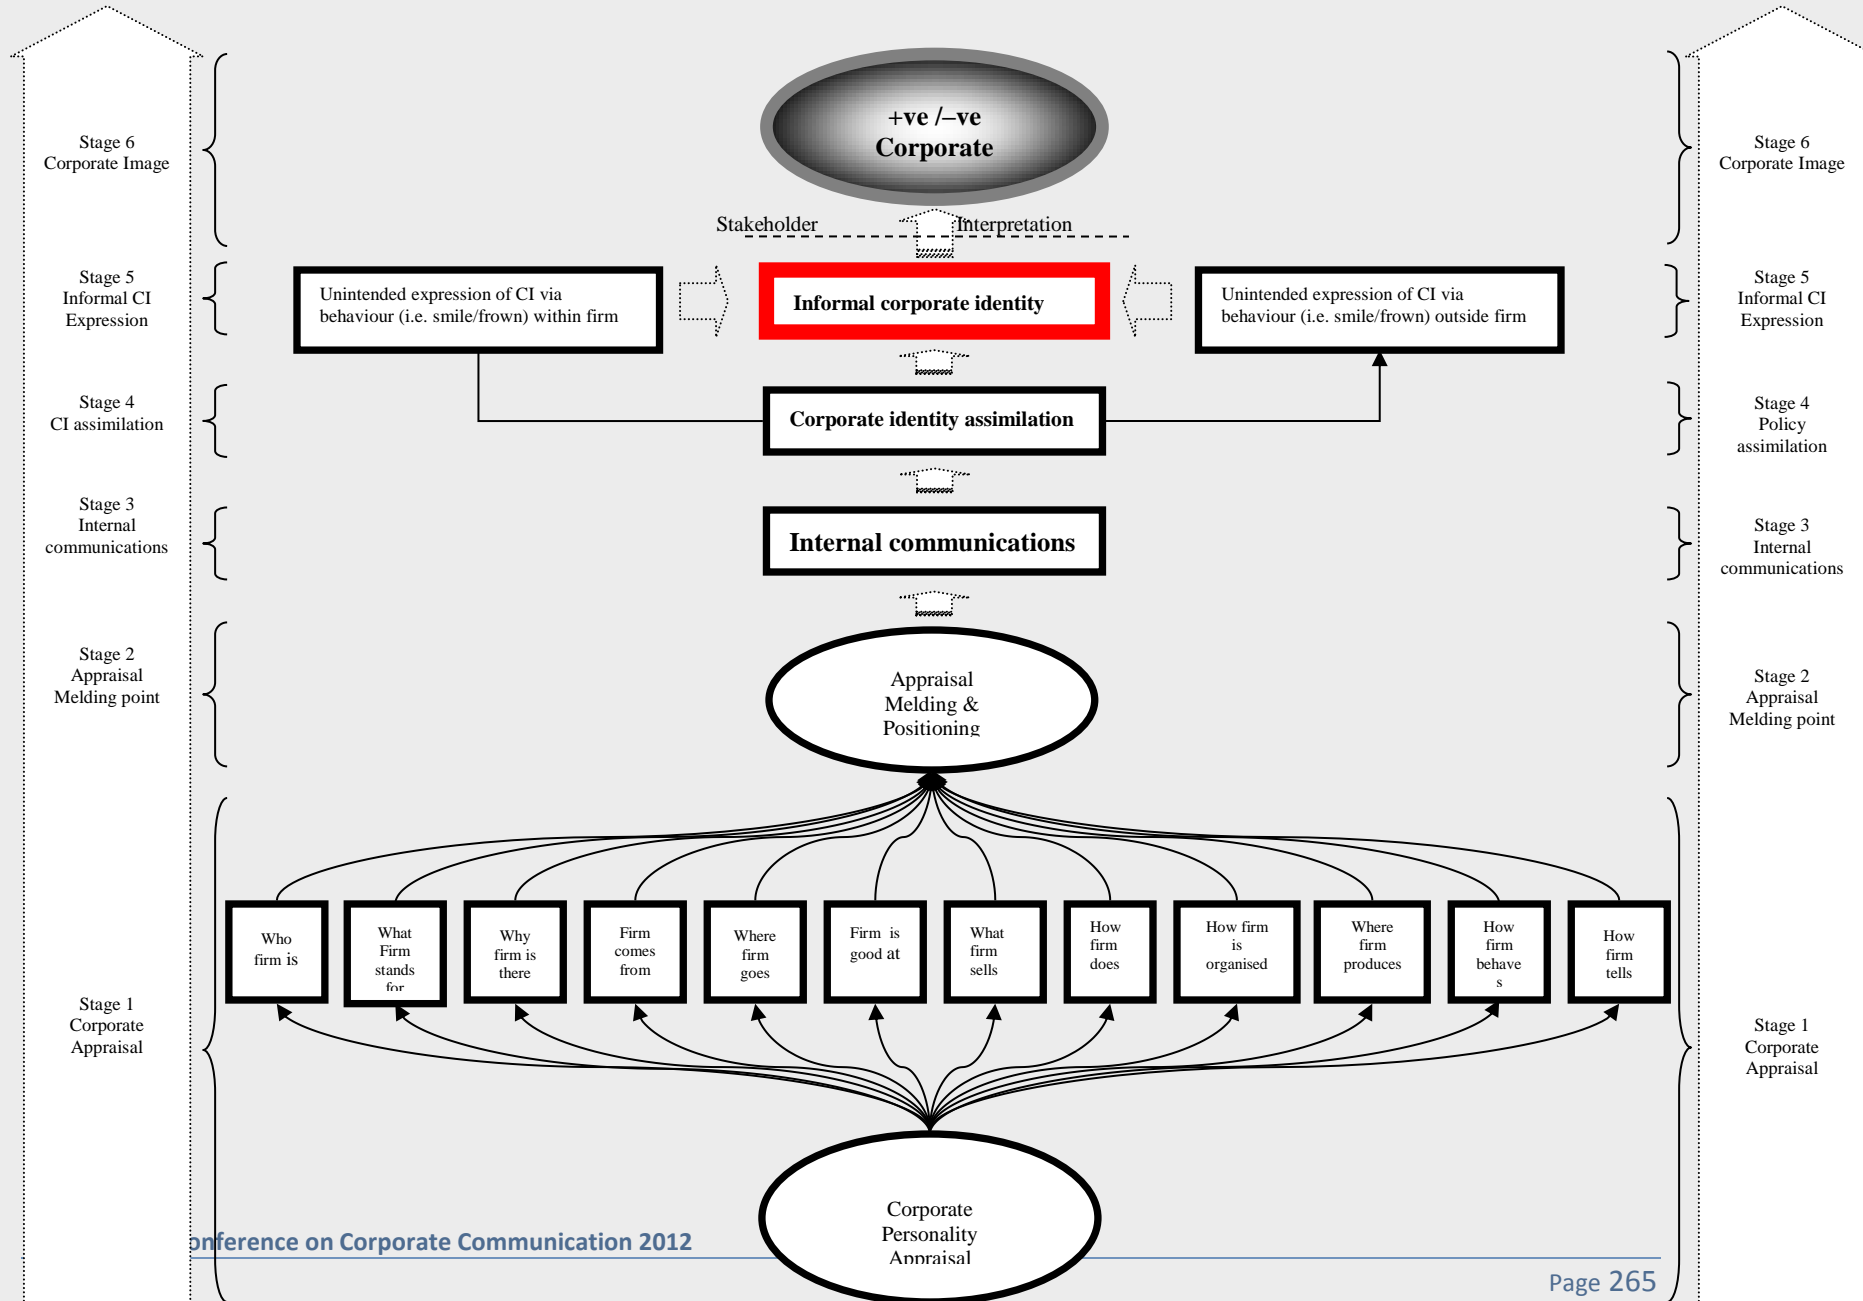 +ve /–ve
Corporate
Stage 6
Corporate Image
Stage 6
Corporate Image
Stakeholder
Interpretation
Stage 5
Informal CI
Expression
Unintended expression of CI via
behaviour (i.e. smile/frown) within firm
Informal corporate identity
Unintended expression of CI via
behaviour (i.e. smile/frown) outside firm
Stage 5
Informal CI
Expression
Stage 4
CI assimilation
Corporate identity assimilation
Stage 4
Policy
assimilation
Stage 3
Internal
communications
Internal communications
Stage 3
Internal
communications
Stage 2
Appraisal
Melding point
Appraisal
Melding &
Positioning
Stage 2
Appraisal
Melding point
Who
firm is
What
Firm
stands
for
Why
firm is
there
Firm
comes
from
Where
firm
goes
Firm is
good at
What
firm
sells
How
firm
does
How firm
is
organised
Where
firm
produces
How
firm
behave
s
How
firm
tells
Stage 1
Corporate
Appraisal
Stage 1
Corporate
Appraisal
Corporate
Personality
Appraisal
onference on Corporate Communication 2012
Page 265